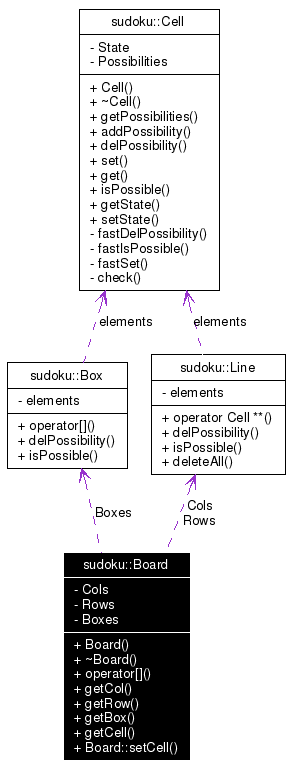 sudoku::Cell
- State
- Possibilities
+ Cell()
+ ~Cell()
+ getPossibilities()
+ addPossibility()
+ delPossibility()
+ set()
+ get()
+ isPossible()
+ getState()
+ setState()
- fastDelPossibility()
- fastIsPossible()
- fastSet()
- check()
elements
elements
sudoku::Box
- elements
+ operator[]()
+ delPossibility()
+ isPossible()
sudoku::Line
- elements
+ operator Cell **()
+ delPossibility()
+ isPossible()
+ deleteAll()
Boxes
Cols
Rows
sudoku::Board
- Cols
- Rows
- Boxes
+ Board()
+ ~Board()
+ operator[]()
+ getCol()
+ getRow()
+ getBox()
+ getCell()
+ Board::setCell()